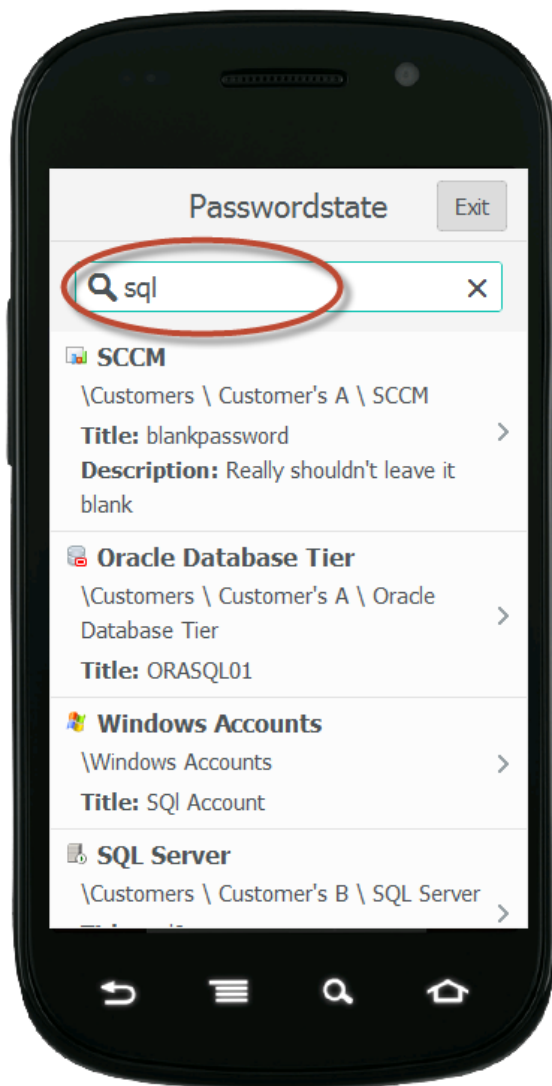 Passwordstate
Exit
sql
SCCM
\Customers \ Customer's A \ SCCM
Title: blankpassword
Description: Really shouldn't leave it
blank
Oracle Database Tier
\Customers \ Customer's A \ Oracle
Database Tier
Title: ORASQL01
Windows Accounts
\Windows Accounts
Title: SQl Account
SQL Server
\Customers \ Customer's B \ SQL Server